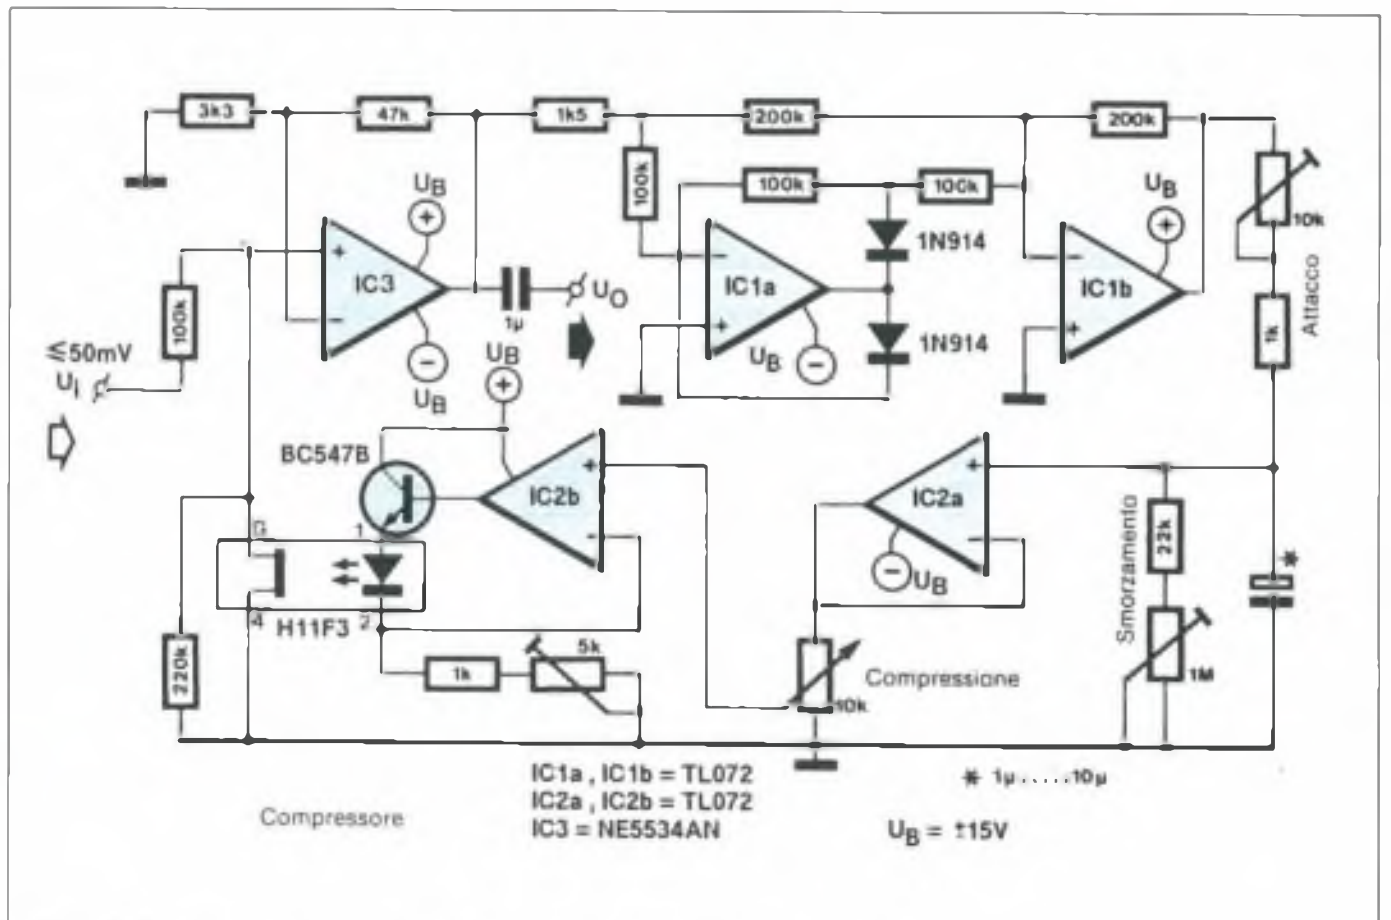 3k3
47k
1k5
200k
200k
100k
100k
100k
10k
Attacco
1k
UB
+
IC3
+
-
UB
-
100k
≤50mV
Ui
1µ
UO
UB
+
IC1a
-
+
UB
-
1N914
1N914
IC1b
-
+
UB
+
BC547B
IC2b
+
-
IC2a
+
-
UB
-
Smorzamento
22k
1M
*
1
2
4
H11F3
220k
1k
5k
10k
Compressione
IC1a , IC1b = TL072
IC2a , IC2b = TL072
IC3 = NE5534AN
* 1µ.....10µ
UB = ±15V
Compressore